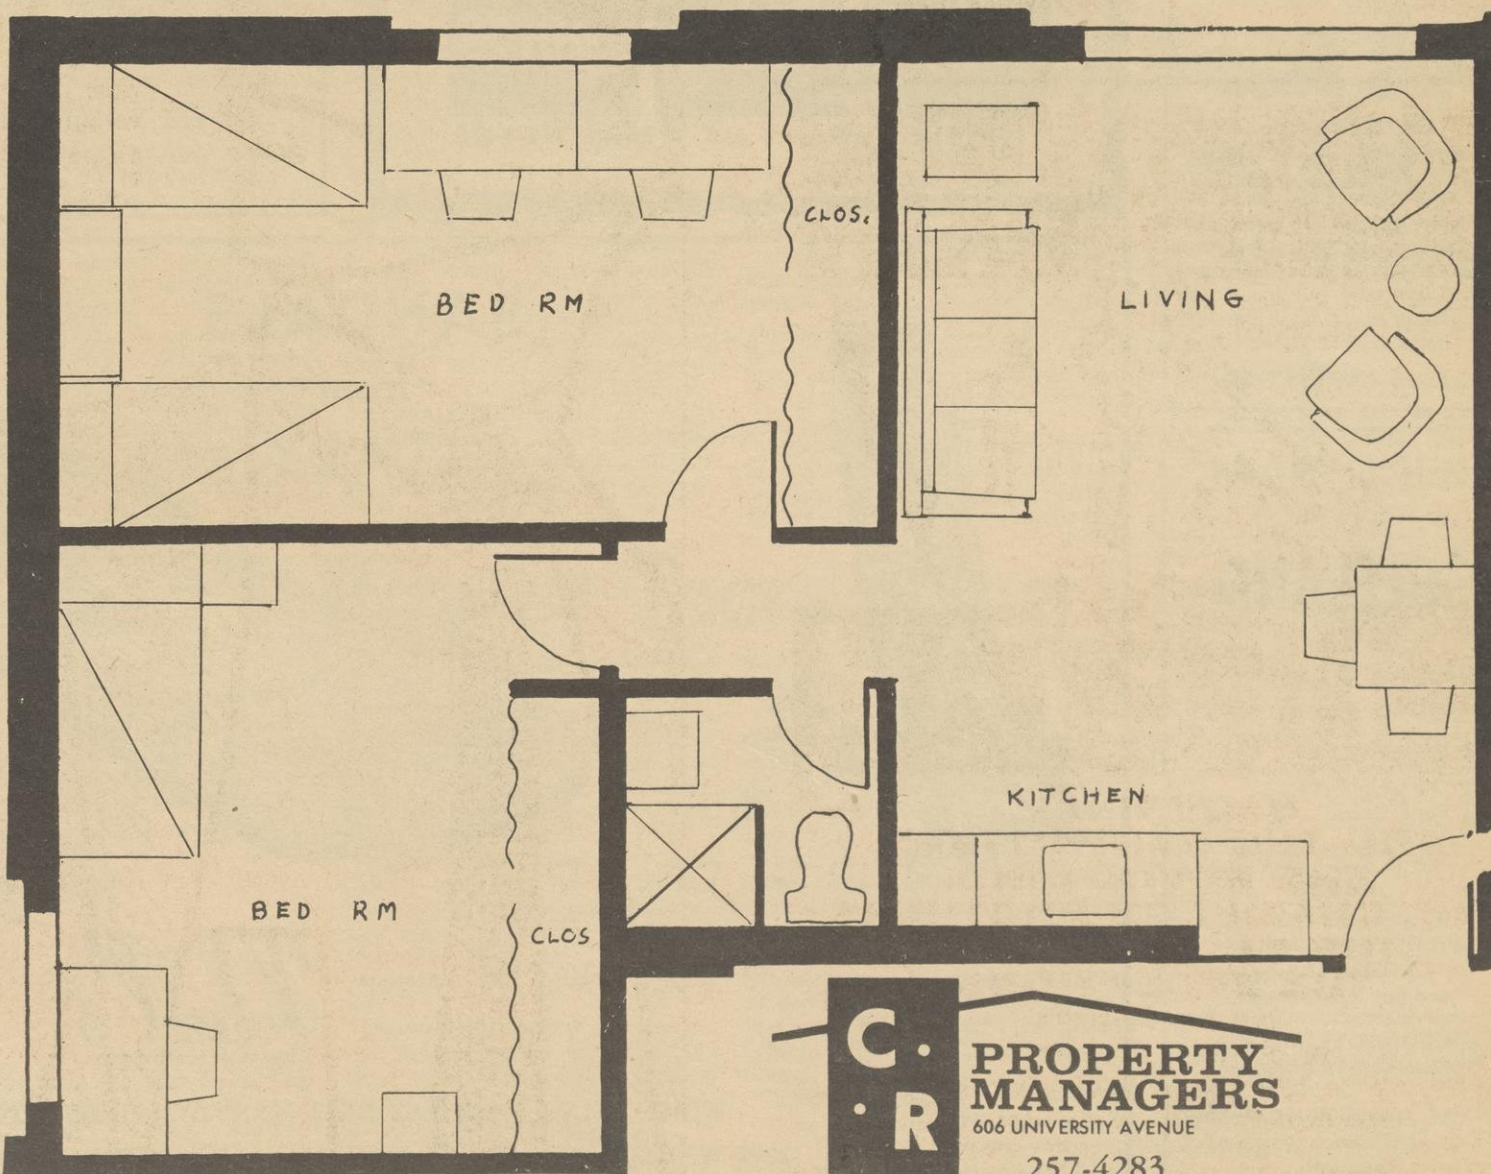 CLOS.
BED RM
LIVING
KITCHEN
BED RM
CLOS
C.
.R
PROPERTY
MANAGERS
606 UNIVERSITY AVENUE
257-4283